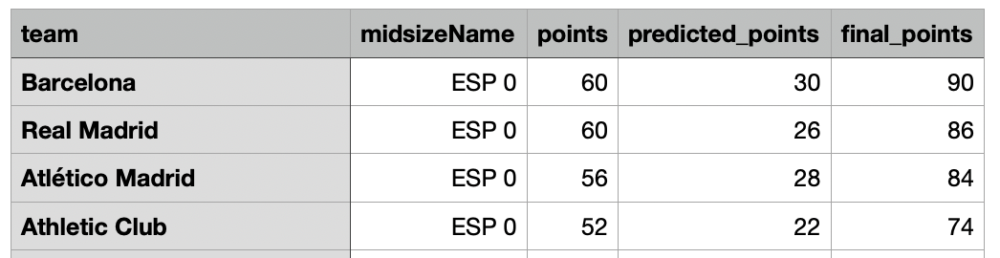 team midsizeName points predicted_points final_points
Barcelona ESP 0 60 30 90
Real Madrid ESP 0 60 26 86
Atlético Madrid ESP 0 56 28 84
Athletic Club ESP 0 52 22 74